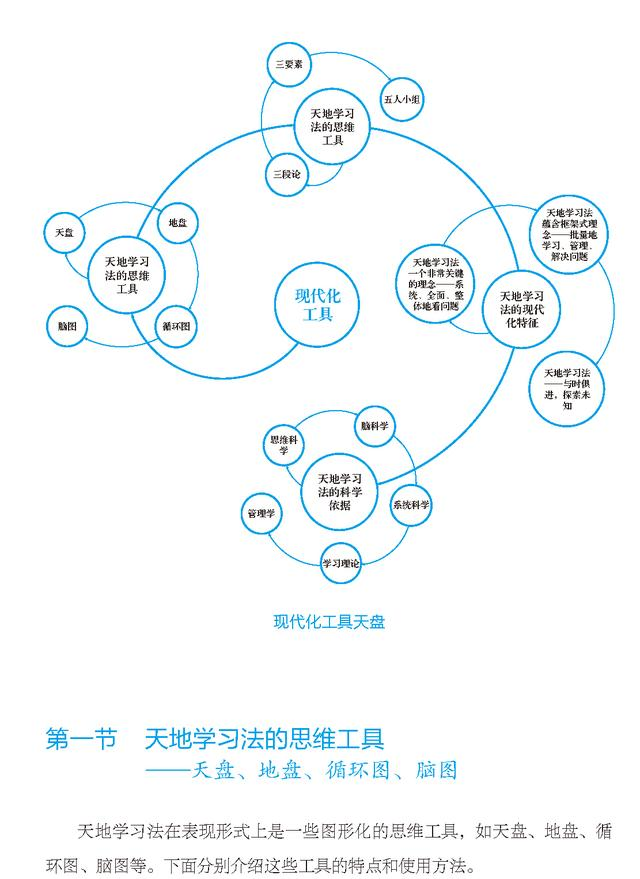 三要素
五人小组
天地学习
法的思维
工具
三段论
天盘
地盘
天地学习
法的思维
工具
脑图
循环图
现代化
工具
天地学习法
一个非常关键
的理念——系
统、全面、整
体地看问题
天地学习法
蕴含框架式理
念——批量地
学习、管理、
解决问题
天地学习
法的现代
化特征
天地学习法
——与时俱
进，探索未
知
思维科
学
脑科学
天地学习
法的科学
依据
管理学
系统科学
学习理论
现代化工具天盘
第一节 天地学习法的思维工具
——天盘、地盘、循环图、脑图
天地学习法在表现形式上是一些图形化的思维工具，如天盘、地盘、循
环图、脑图等。下面分别介绍这些工具的特点和使用方法。